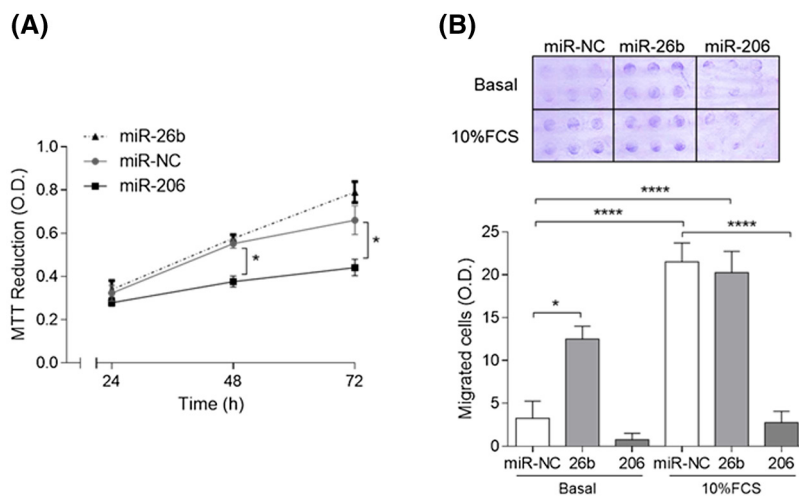 (A)
miR-26b
miR-NC
miR-206
MTT Reduction (O.D.)
1.0
0.8
0.6
0.4
0.2
0.0
*
*
24 48 72
Time (h)
(B)
miR-NC miR-26b miR-206
Basal
10%FCS
****
**** ****
*
Migrated cells (O.D.)
25
20
15
10
5
0
miR-NC 26b 206 miR-NC 26b 206
Basal 10%FCS